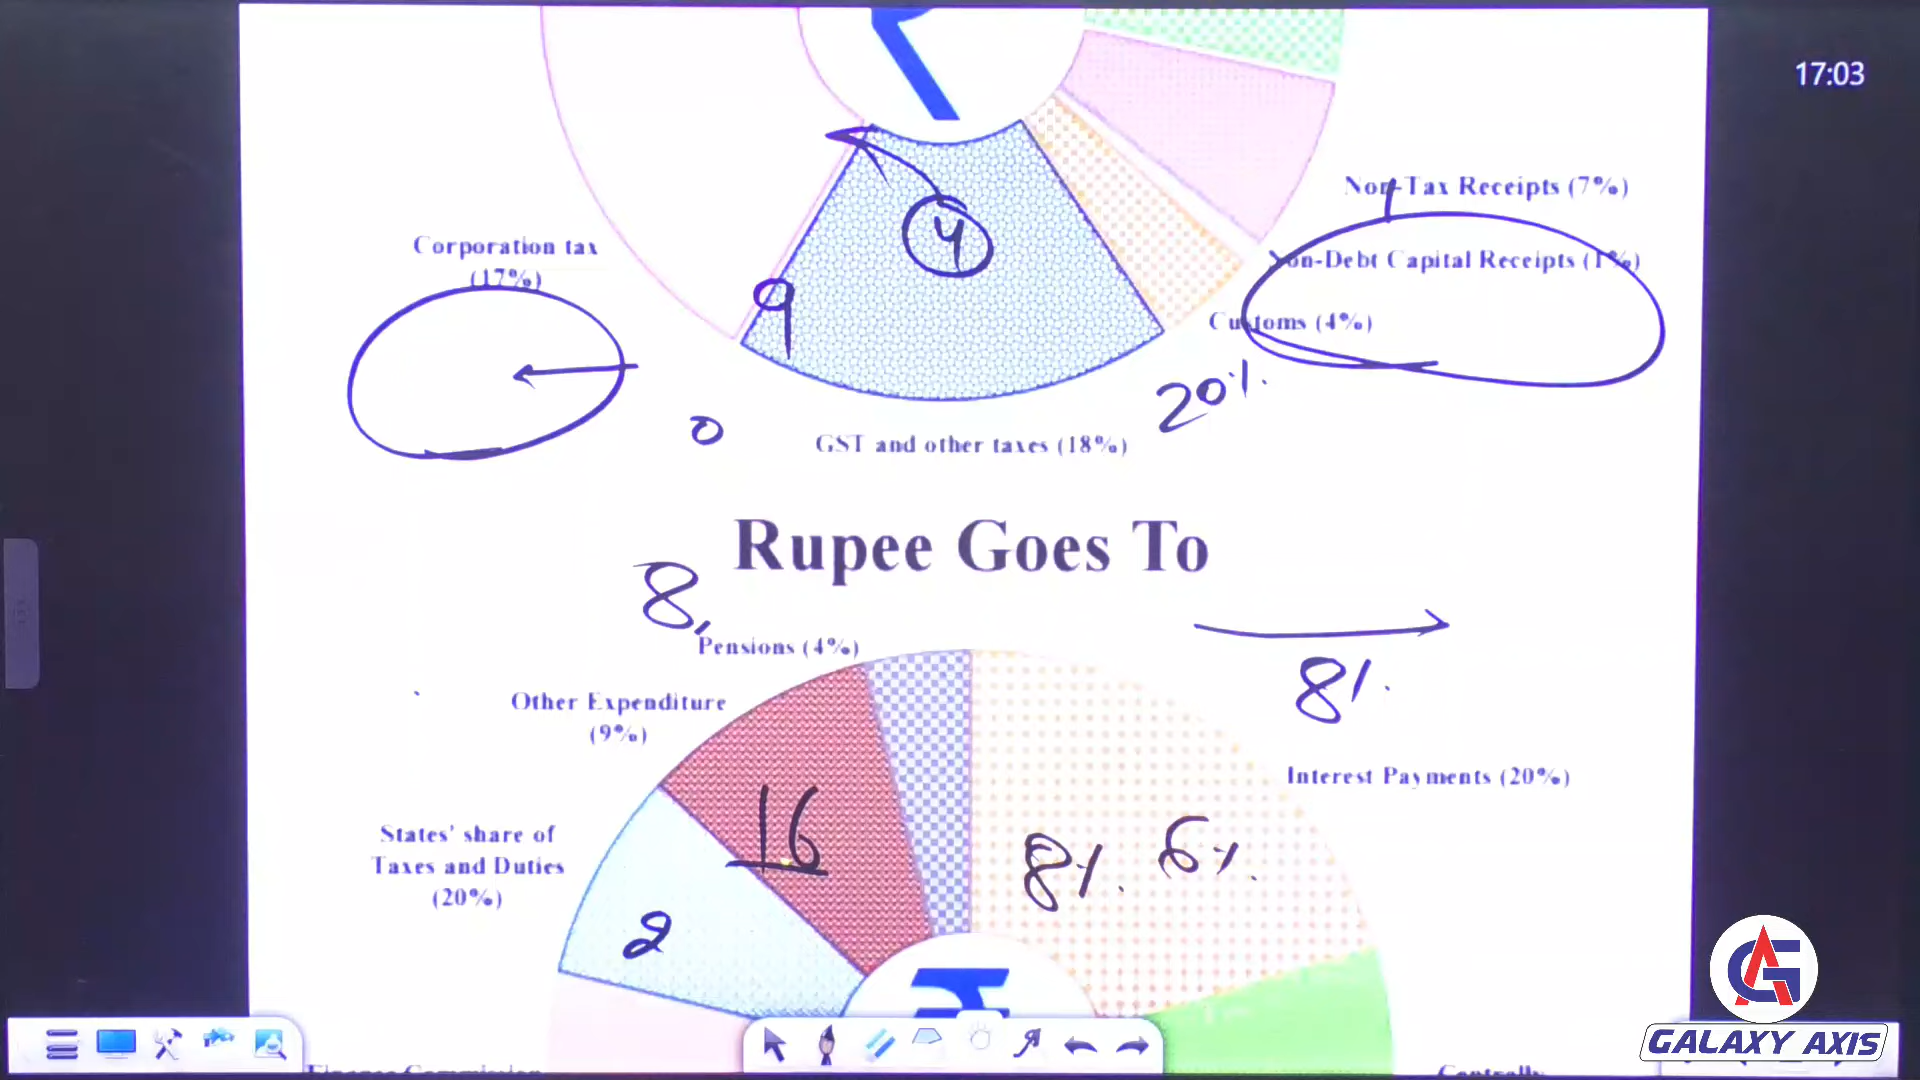 17:03
Non-Tax Receipts (7%)
Corporation tax
(17%)
Non-Debt Capital Receipts (1%)
Customs (4%)
4
9
20%.
0
GST and other taxes (18%)
Rupee Goes To
8,
Pensions (4%)
8%.
Other Expenditure
(9%)
Interest Payments (20%)
16
States' share of
Taxes and Duties
(20%)
8%. 6%.
2
GALAXY AXIS